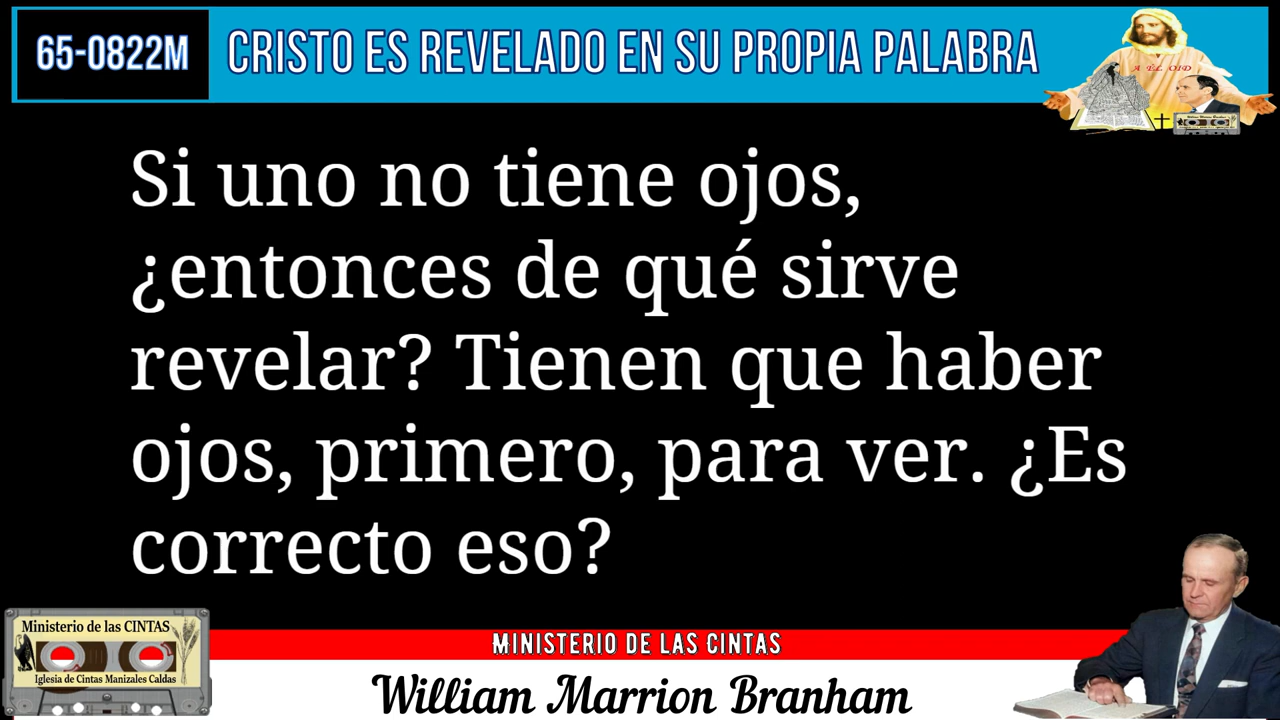 65-0822M
CRISTO ES REVELADO EN SU PROPIA PALABRA
A ÉL OID
Si uno no tiene ojos,
¿entonces de qué sirve
revelar? Tienen que haber
ojos, primero, para ver. ¿Es
correcto eso?
Ministerio de las CINTAS
Iglesia de Cintas Manizales Caldas
MINISTERIO DE LAS CINTAS
William Marrion Branham